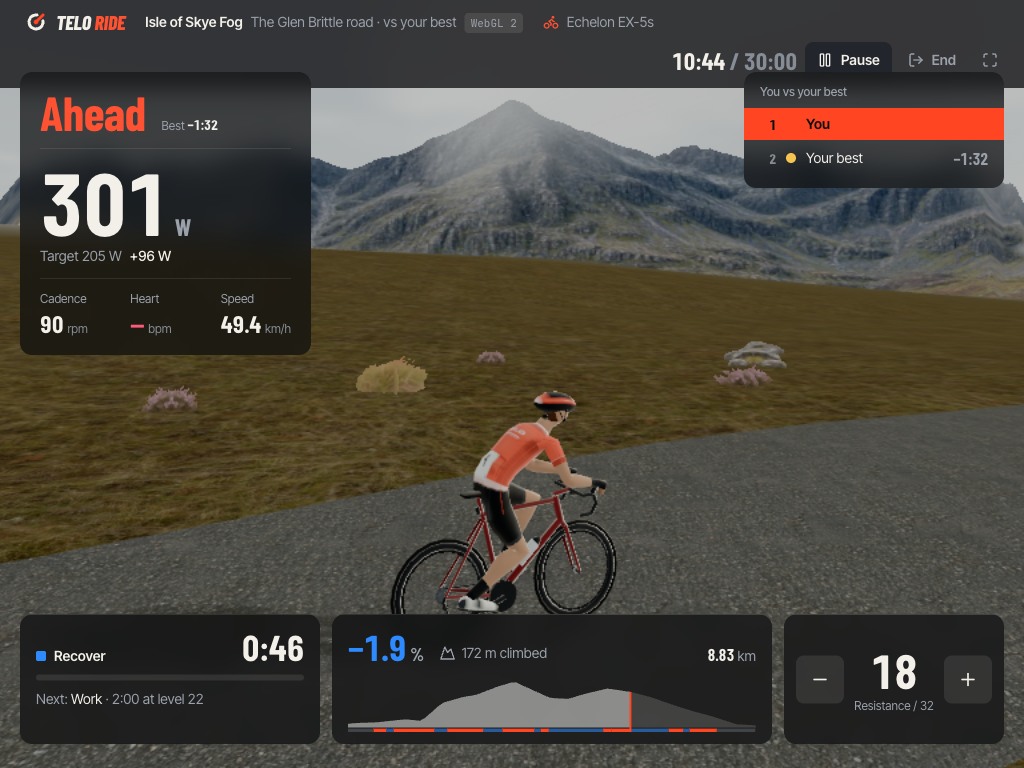 TELO RIDE Isle of Skye Fog The Glen Brittle road · vs your best WebGL 2 Echelon EX-5s
10:44 / 30:00 Pause End
Ahead Best −1:32
301 W
Target 205 W +96 W
Cadence Heart Speed
90 rpm — bpm 49.4 km/h
You vs your best
1 You
2 Your best −1:32
Recover 0:46
Next: Work · 2:00 at level 22
−1.9 % 172 m climbed 8.83 km
− 18 +
Resistance / 32